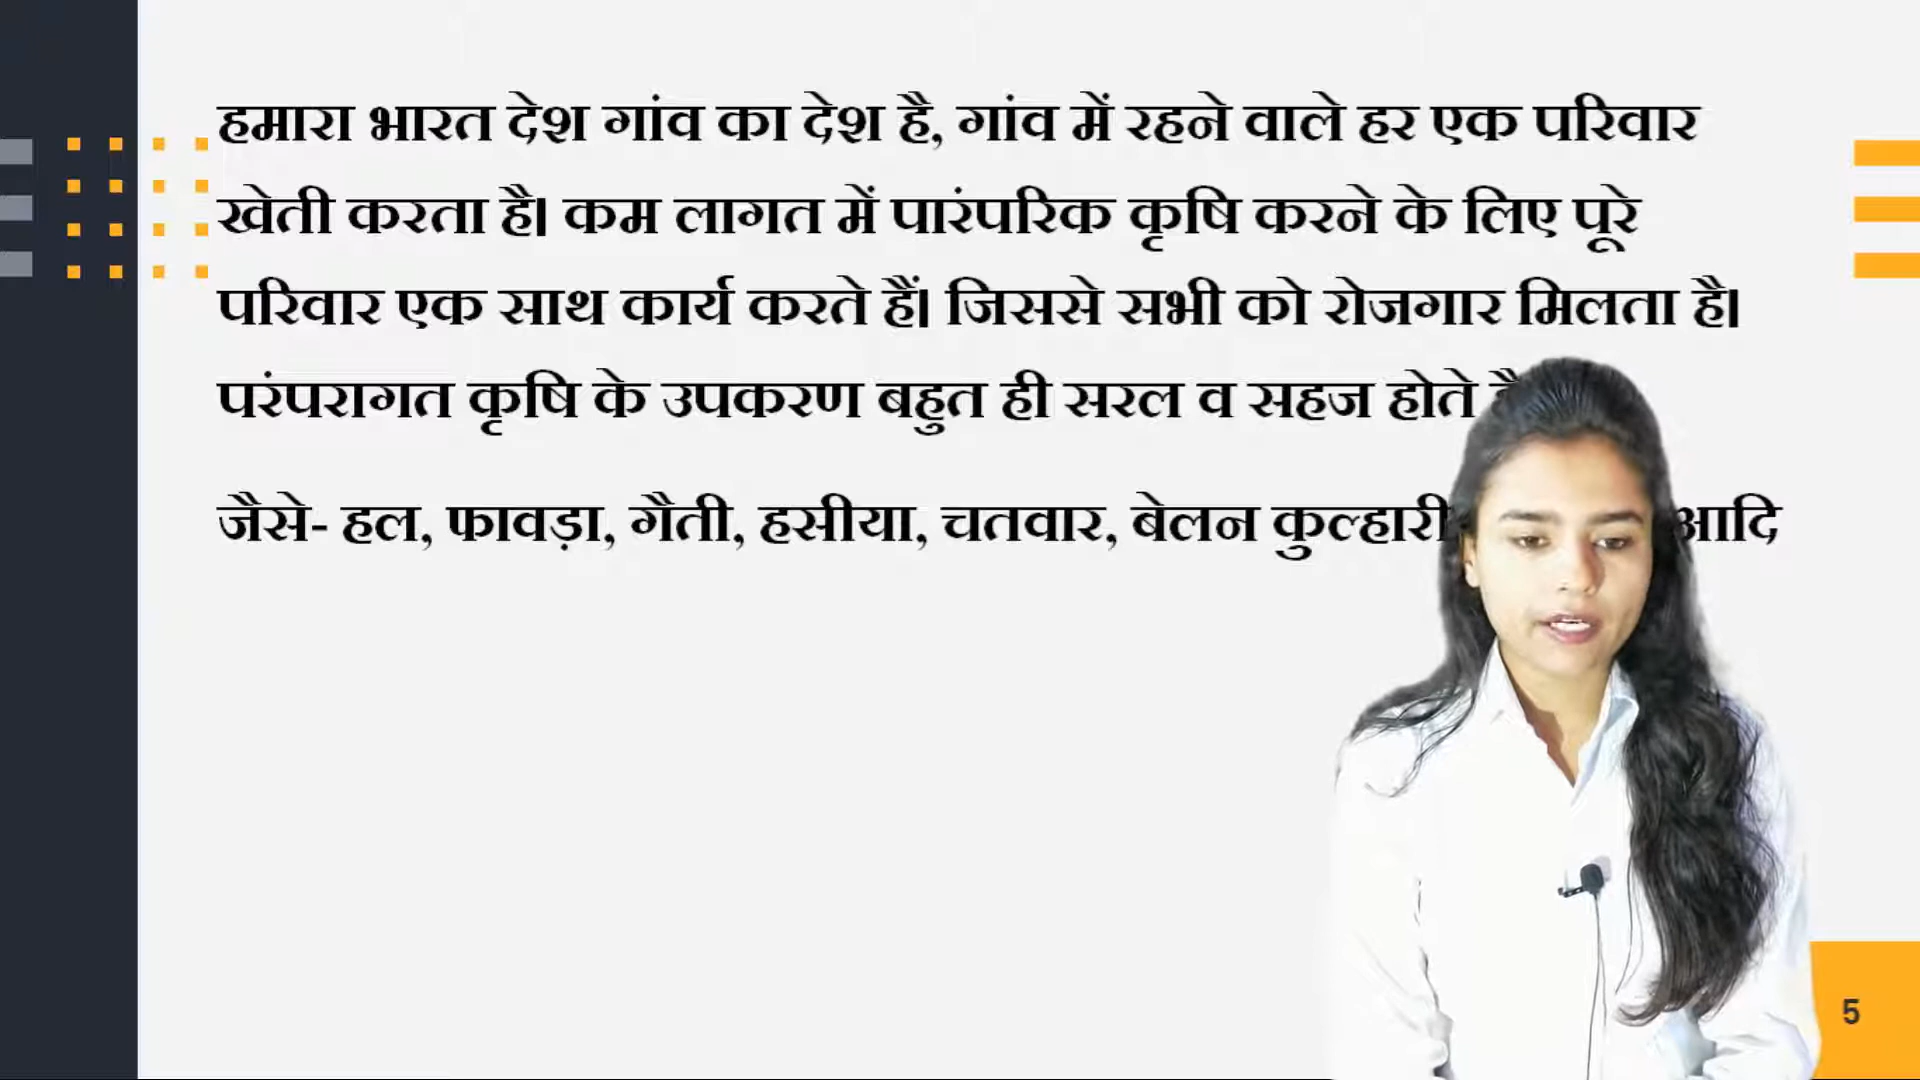 हमारा भारत देश गांव का देश है, गांव में रहने वाले हर एक परिवार
खेती करता है। कम लागत में पारंपरिक कृषि करने के लिए पूरे
परिवार एक साथ कार्य करते हैं। जिससे सभी को रोजगार मिलता है।
परंपरागत कृषि के उपकरण बहुत ही सरल व सहज होते
जैसे- हल, फावड़ा, गैती, हसीया, चतवार, बेलन कुल्हारी आदि
5